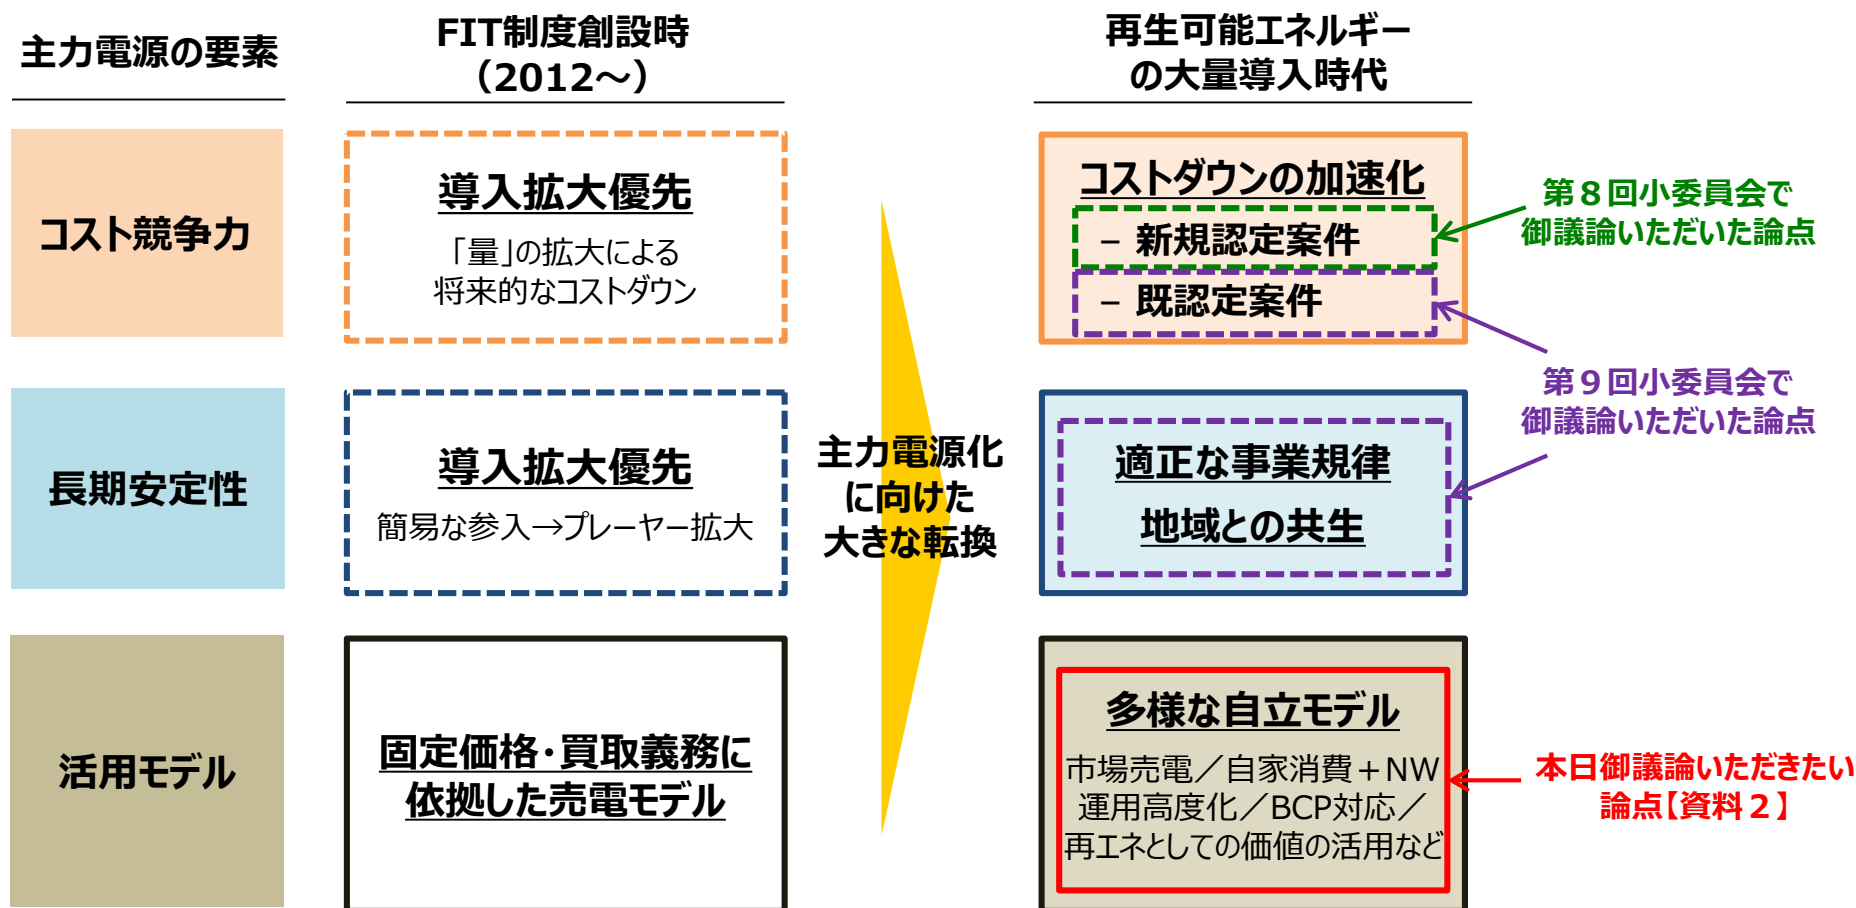 主力電源の要素
FIT制度創設時
（2012～）
再生可能エネルギー
の大量導入時代
コスト競争力
導入拡大優先
「量」の拡大による
将来的なコストダウン
コストダウンの加速化
– 新規認定案件
– 既認定案件
第８回小委員会で
御議論いただいた論点
第９回小委員会で
御議論いただいた論点
長期安定性
導入拡大優先
簡易な参入→プレーヤー拡大
主力電源化
に向けた
大きな転換
適正な事業規律
地域との共生
活用モデル
固定価格・買取義務に
依拠した売電モデル
多様な自立モデル
市場売電／自家消費＋NW
運用高度化／BCP対応／
再エネとしての価値の活用など
本日御議論いただきたい
論点【資料２】